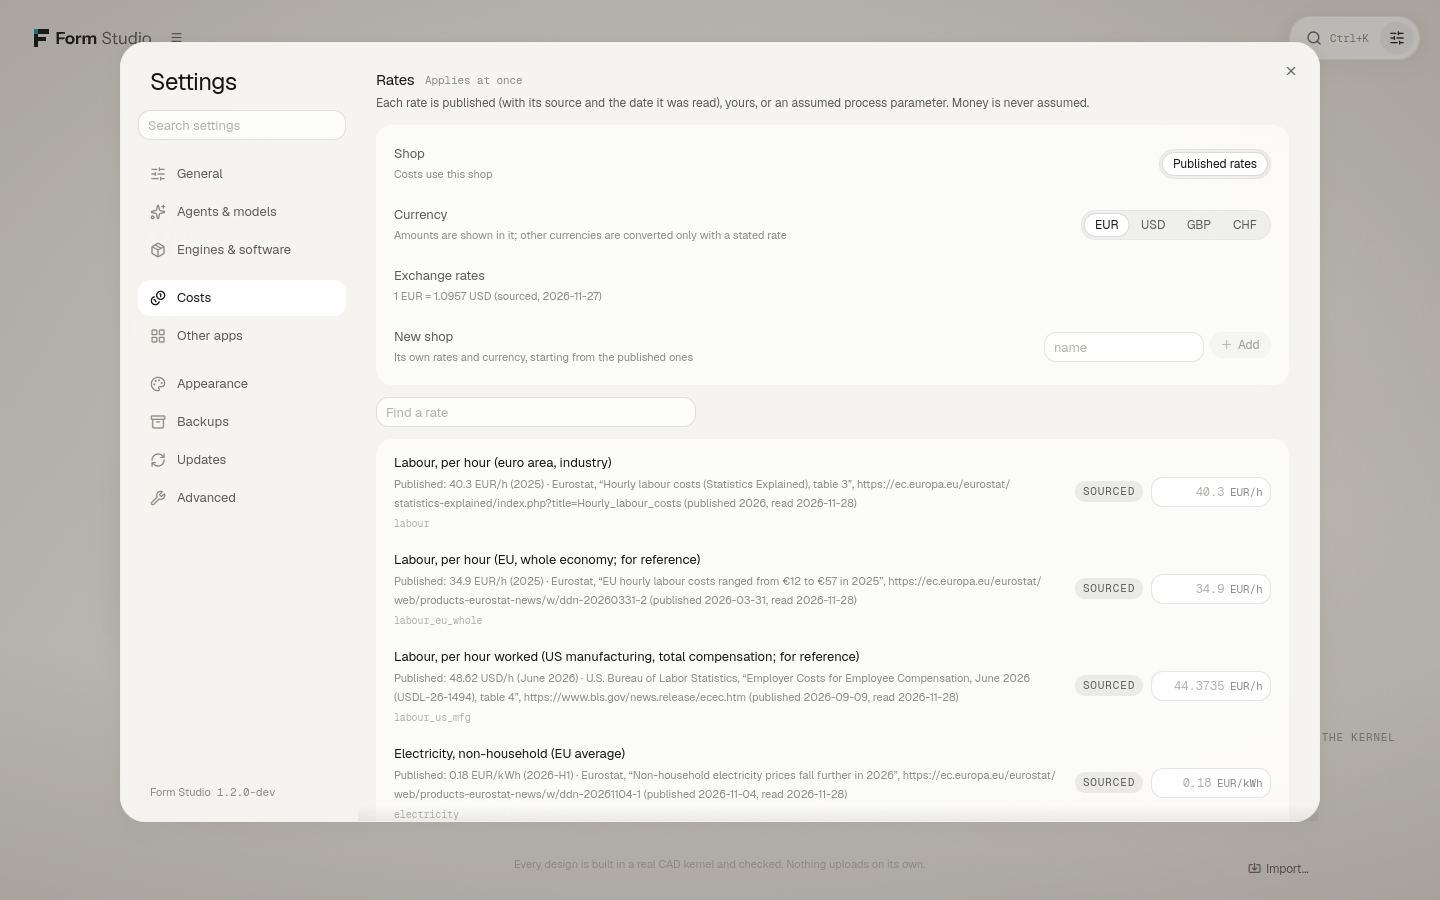 Form Studio
Ctrl+K
Settings
Search settings
General
Agents & models
Engines & software
Costs
Other apps
Appearance
Backups
Updates
Advanced
Form Studio 1.2.0-dev
Rates Applies at once
Each rate is published (with its source and the date it was read), yours, or an assumed process parameter. Money is never assumed.
Shop
Costs use this shop
Published rates
Currency
Amounts are shown in it; other currencies are converted only with a stated rate
EUR USD GBP CHF
Exchange rates
1 EUR = 1.0957 USD (sourced, 2026-11-27)
New shop
Its own rates and currency, starting from the published ones
name
Add
Find a rate
Labour, per hour (euro area, industry)
Published: 40.3 EUR/h (2025) · Eurostat, “Hourly labour costs (Statistics Explained), table 3”, https://ec.europa.eu/eurostat/
statistics-explained/index.php?title=Hourly_labour_costs (published 2026, read 2026-11-28)
labour
SOURCED 40.3 EUR/h
Labour, per hour (EU, whole economy; for reference)
Published: 34.9 EUR/h (2025) · Eurostat, “EU hourly labour costs ranged from €12 to €57 in 2025”, https://ec.europa.eu/eurostat/
web/products-eurostat-news/w/ddn-20260331-2 (published 2026-03-31, read 2026-11-28)
labour_eu_whole
SOURCED 34.9 EUR/h
Labour, per hour worked (US manufacturing, total compensation; for reference)
Published: 48.62 USD/h (June 2026) · U.S. Bureau of Labor Statistics, “Employer Costs for Employee Compensation, June 2026
(USDL-26-1494), table 4”, https://www.bls.gov/news.release/ecec.htm (published 2026-09-09, read 2026-11-28)
labour_us_mfg
SOURCED 44.3735 EUR/h
Electricity, non-household (EU average)
Published: 0.18 EUR/kWh (2026-H1) · Eurostat, “Non-household electricity prices fall further in 2026”, https://ec.europa.eu/eurostat/
web/products-eurostat-news/w/ddn-20261104-1 (published 2026-11-04, read 2026-11-28)
electricity
SOURCED 0.18 EUR/kWh
THE KERNEL
Every design is built in a real CAD kernel and checked. Nothing uploads on its own.
Import…